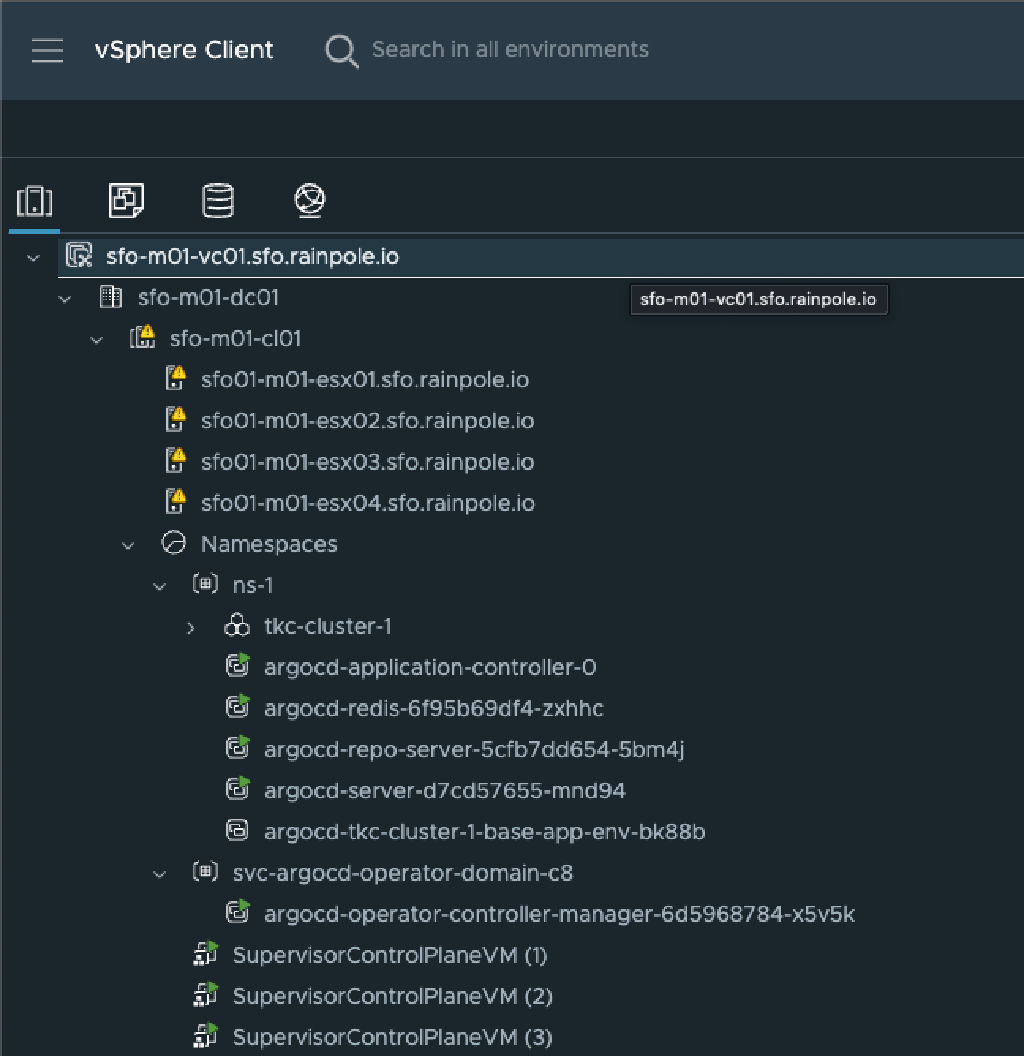 vSphere Client
Search in all environments
sfo-m01-vc01.sfo.rainpole.io
sfo-m01-dc01
sfo-m01-vc01.sfo.rainpole.io
sfo-m01-cl01
sfo01-m01-esx01.sfo.rainpole.io
sfo01-m01-esx02.sfo.rainpole.io
sfo01-m01-esx03.sfo.rainpole.io
sfo01-m01-esx04.sfo.rainpole.io
Namespaces
ns-1
tkc-cluster-1
argocd-application-controller-0
argocd-redis-6f95b69df4-zxhhc
argocd-repo-server-5cfb7dd654-5bm4j
argocd-server-d7cd57655-mnd94
argocd-tkc-cluster-1-base-app-env-bk88b
svc-argocd-operator-domain-c8
argocd-operator-controller-manager-6d5968784-x5v5k
SupervisorControlPlaneVM (1)
SupervisorControlPlaneVM (2)
SupervisorControlPlaneVM (3)